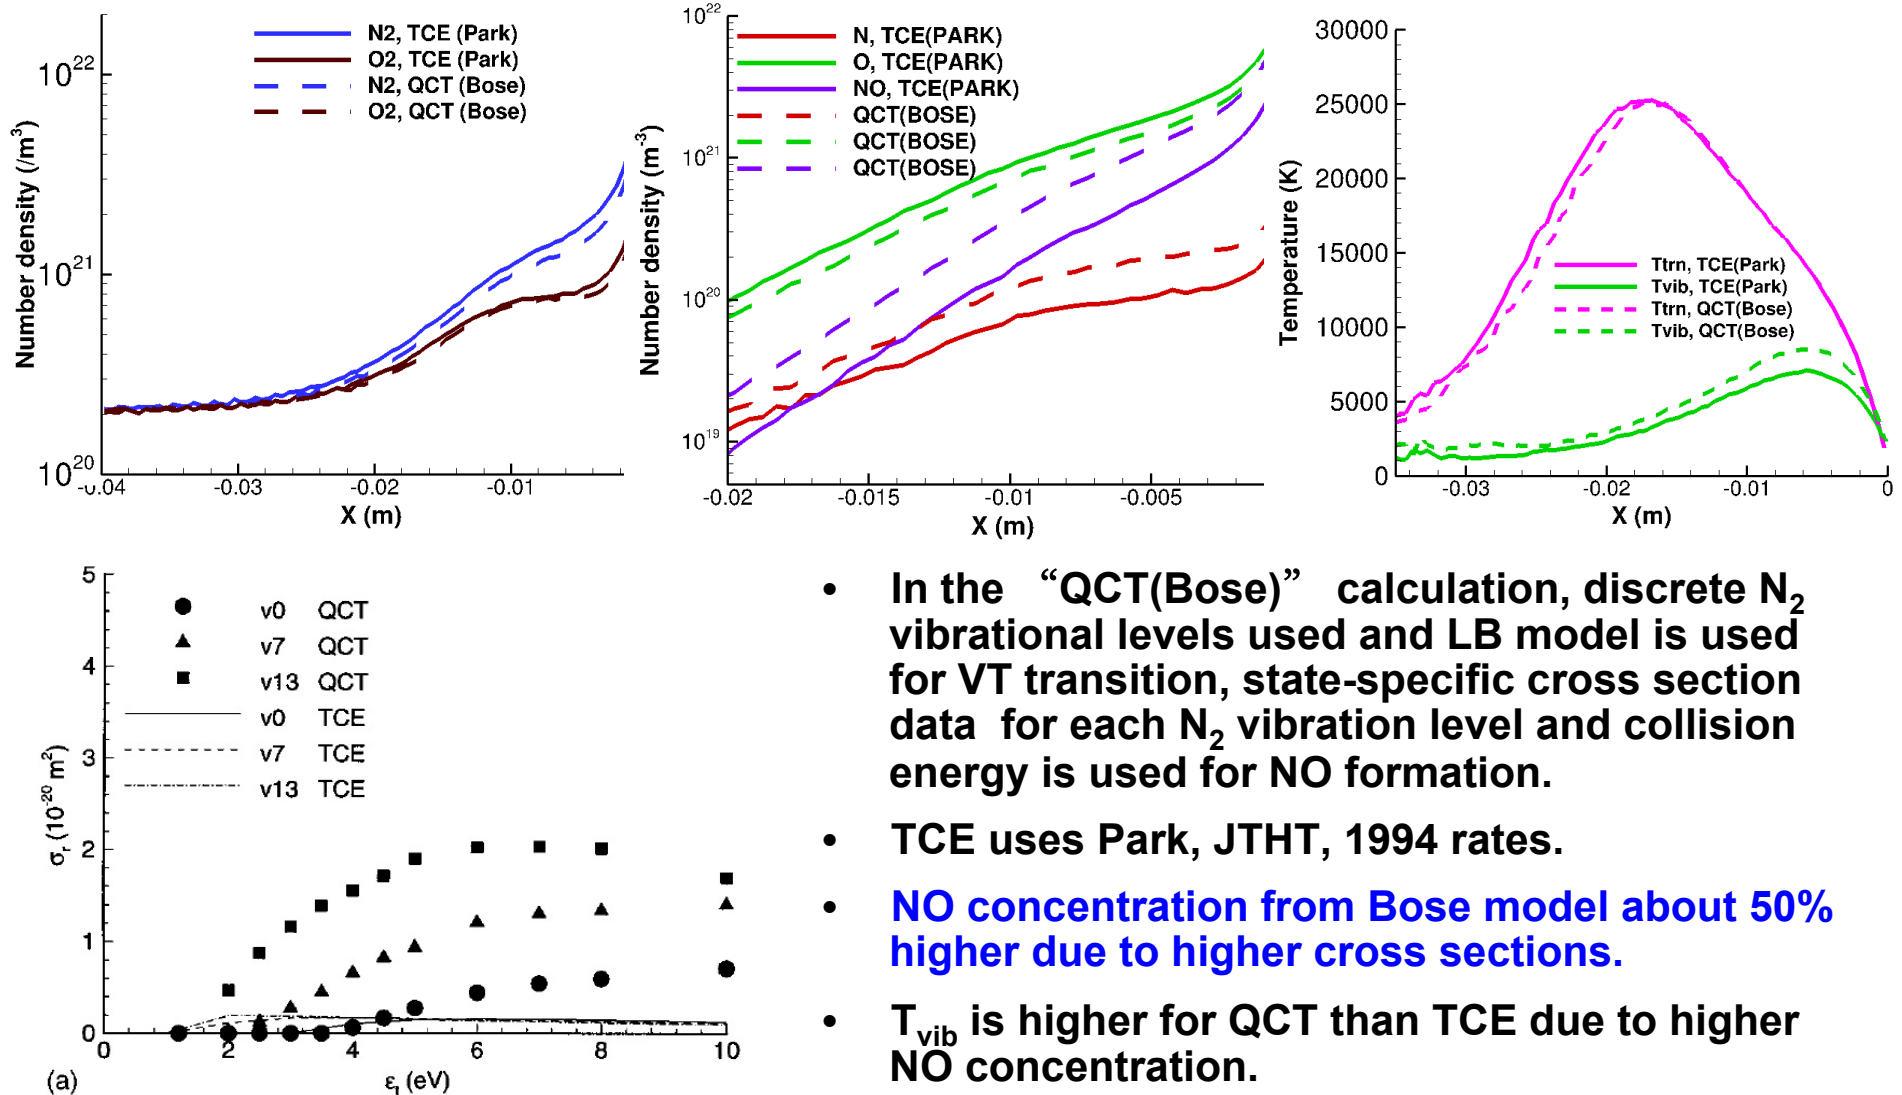 N2, TCE (Park)
O2, TCE (Park)
N2, QCT (Bose)
O2, QCT (Bose)
10^22
10^21
10^20
Number density (/m^3)
-0.04
-0.03
-0.02
-0.01
X (m)
N, TCE(PARK)
O, TCE(PARK)
NO, TCE(PARK)
QCT(BOSE)
QCT(BOSE)
QCT(BOSE)
10^22
10^21
10^20
10^19
Number density (m^-3)
-0.02
-0.015
-0.01
-0.005
X (m)
30000
25000
20000
15000
10000
5000
0
Temperature (K)
Ttrn, TCE(Park)
Tvib, TCE(Park)
Ttrn, QCT(Bose)
Tvib, QCT(Bose)
-0.03
-0.02
-0.01
0
X (m)
5
4
3
2
1
0
σr (10^-20 m^2)
v0 QCT
v7 QCT
v13 QCT
v0 TCE
v7 TCE
v13 TCE
0
2
4
6
8
10
(a)
εt (eV)
• In the “QCT(Bose)” calculation, discrete N2
vibrational levels used and LB model is used
for VT transition, state-specific cross section
data for each N2 vibration level and collision
energy is used for NO formation.
• TCE uses Park, JTHT, 1994 rates.
• NO concentration from Bose model about 50%
higher due to higher cross sections.
• Tvib is higher for QCT than TCE due to higher
NO concentration.